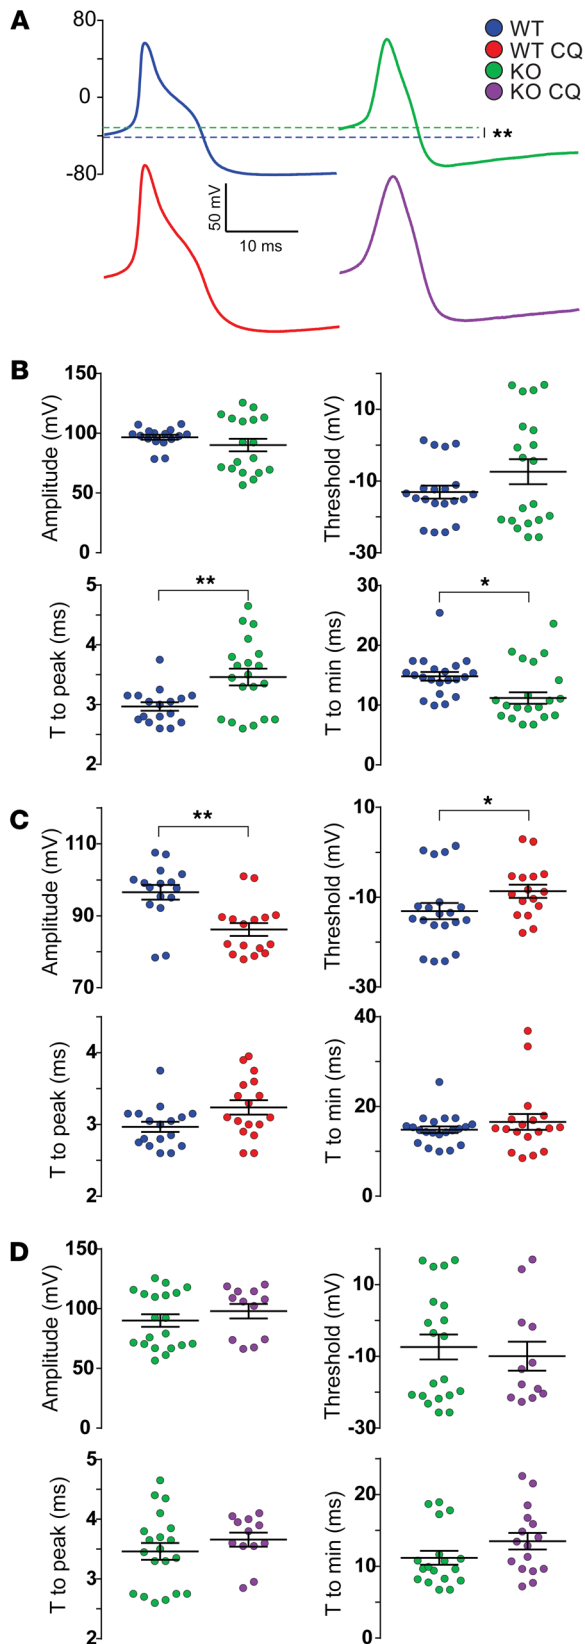 A
80
0
-80
WT
WT CQ
KO
KO CQ
**
50 mV
10 ms
B
Amplitude (mV)
150
100
50
0
Threshold (mV)
10
-10
-30
T to peak (ms)
5
4
3
2
**
T to min (ms)
30
20
10
0
*
C
Amplitude (mV)
110
90
70
**
Threshold (mV)
10
-10
-30
*
T to peak (ms)
4
3
2
T to min (ms)
40
20
0
D
Amplitude (mV)
150
100
50
0
Threshold (mV)
10
-10
-30
T to peak (ms)
5
4
3
2
T to min (ms)
20
10
0